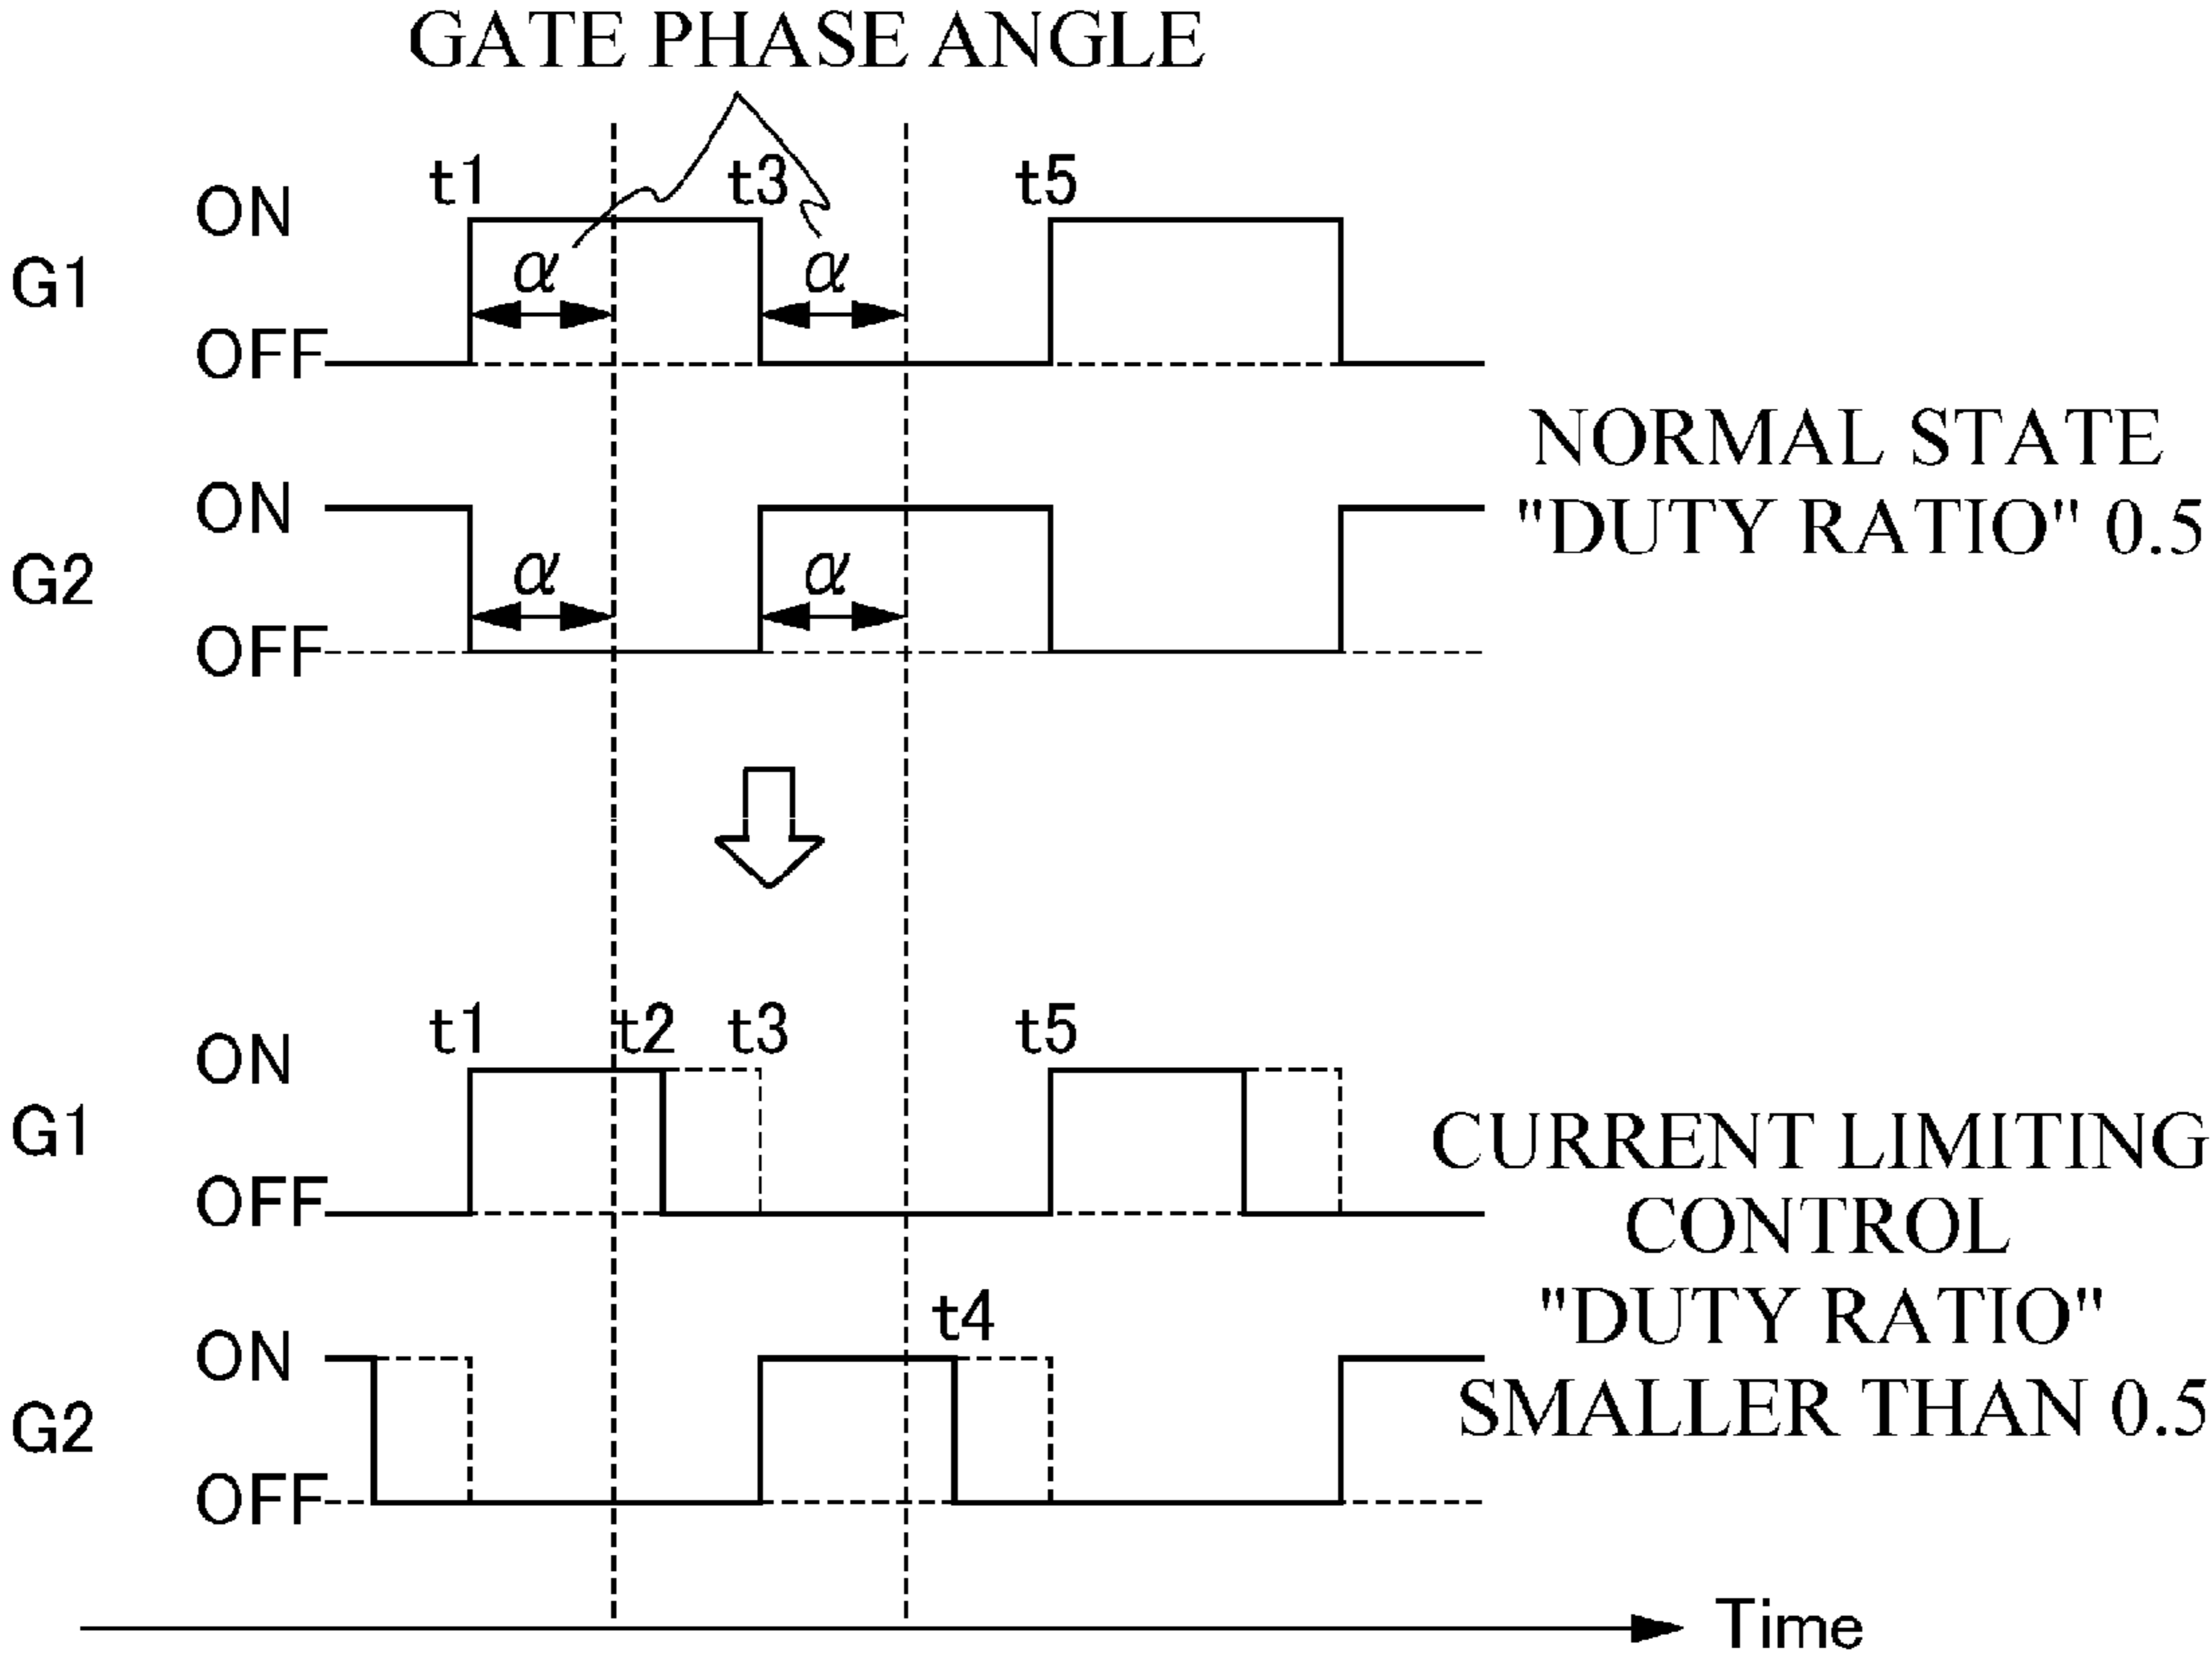 GATE PHASE ANGLE
t1 t3 t5
ON
G1
α α
OFF
NORMAL STATE
"DUTY RATIO" 0.5
ON
G2
α α
OFF
t1 t2 t3 t5
ON
G1
OFF
CURRENT LIMITING
CONTROL
"DUTY RATIO"
SMALLER THAN 0.5
t4
ON
G2
OFF
Time